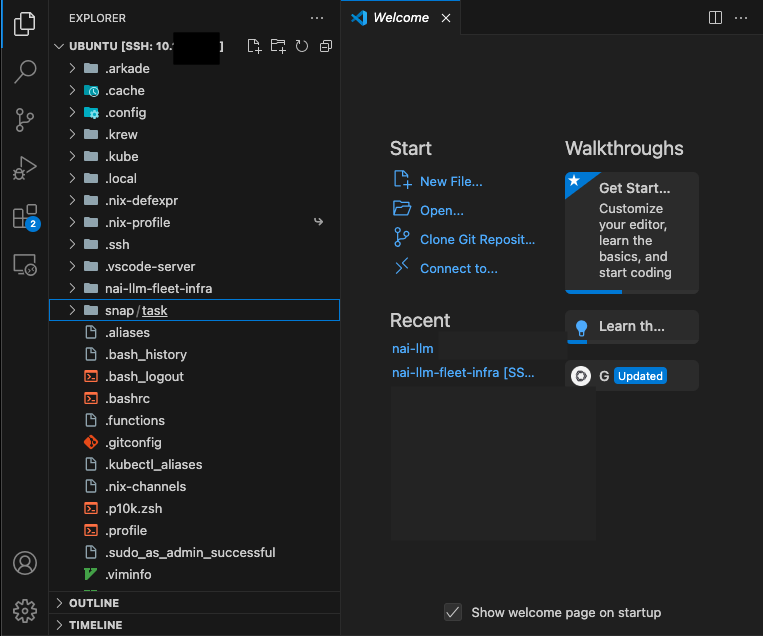 EXPLORER
UBUNTU [SSH: 10. ]
.arkade
.cache
.config
.krew
.kube
.local
.nix-defexpr
.nix-profile
.ssh
.vscode-server
nai-llm-fleet-infra
snap/task
.aliases
.bash_history
.bash_logout
.bashrc
.functions
.gitconfig
.kubectl_aliases
.nix-channels
.p10k.zsh
.profile
.sudo_as_admin_successful
.viminfo
OUTLINE
TIMELINE
2
Welcome
Start
New File...
Open...
Clone Git Reposit...
Connect to...
Recent
nai-llm
nai-llm-fleet-infra [SS...
Walkthroughs
Get Start...
Customize
your editor,
learn the
basics, and
start coding
Learn th...
G Updated
Show welcome page on startup